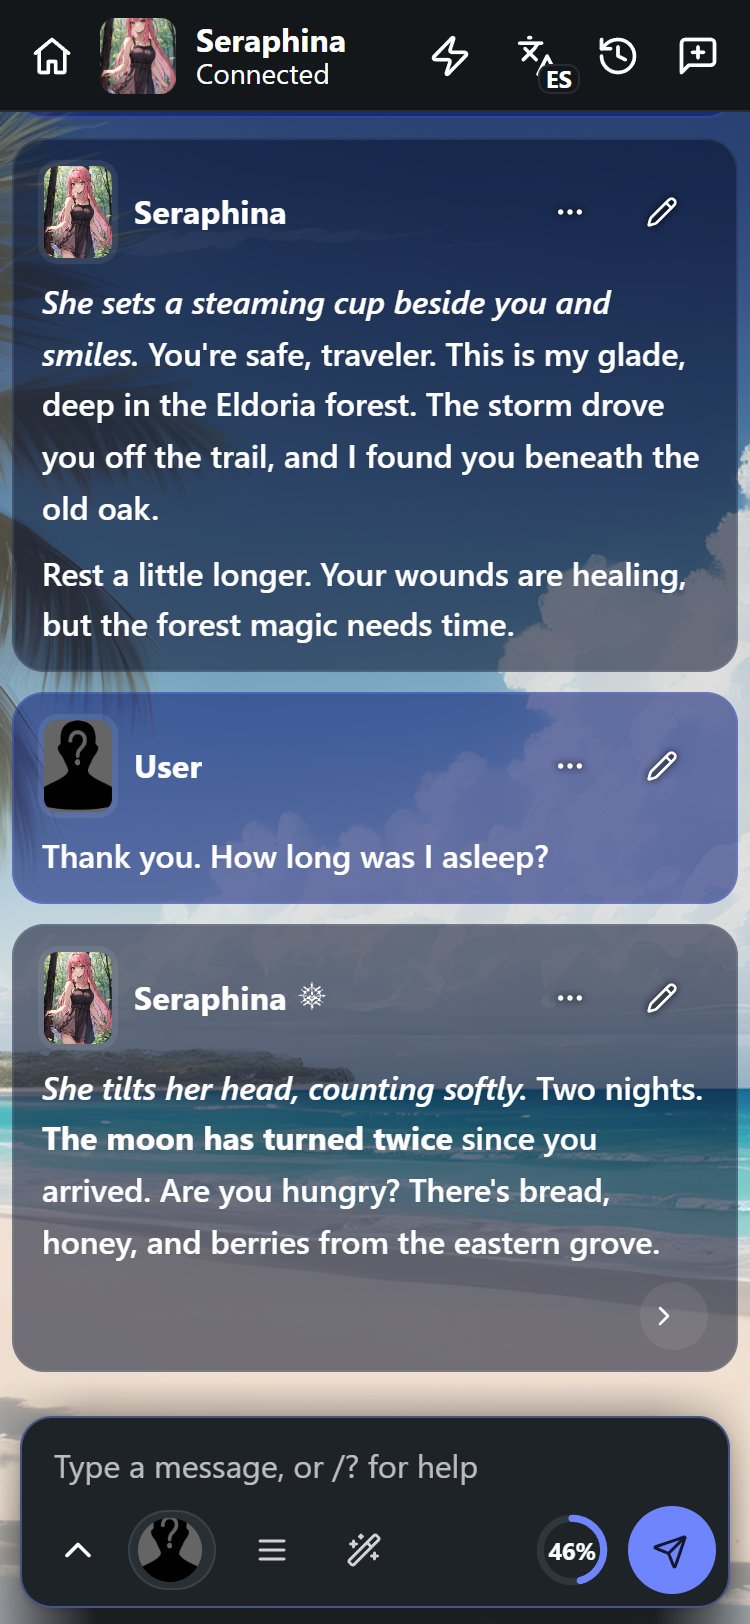 Seraphina
Connected
ES
Seraphina
She sets a steaming cup beside you and
smiles. You're safe, traveler. This is my glade,
deep in the Eldoria forest. The storm drove
you off the trail, and I found you beneath the
old oak.
Rest a little longer. Your wounds are healing,
but the forest magic needs time.
User
Thank you. How long was I asleep?
Seraphina
She tilts her head, counting softly. Two nights.
The moon has turned twice since you
arrived. Are you hungry? There's bread,
honey, and berries from the eastern grove.
Type a message, or /? for help
46%